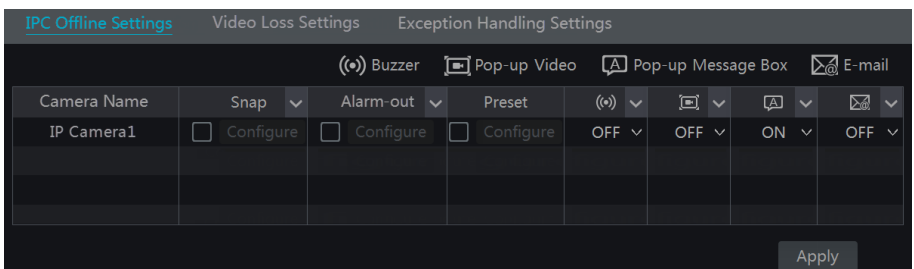 IPC Offline Settings Video Loss Settings Exception Handling Settings
Buzzer Pop-up Video A Pop-up Message Box E-mail
Camera Name Snap Alarm-out Preset A
IP Camera1 Configure Configure Configure OFF OFF ON OFF
Apply